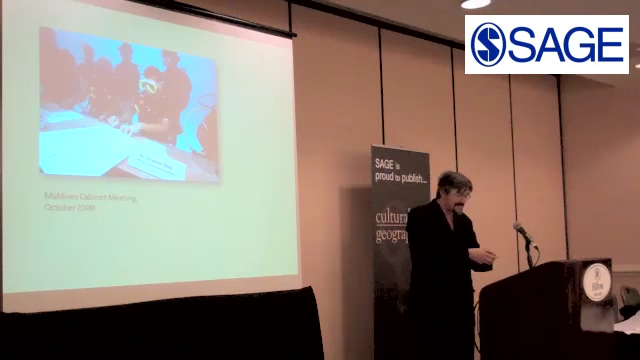 SAGE
SAGE is
proud to publish...
cultural
geograp
Maldives Cabinet Meeting,
October 2009